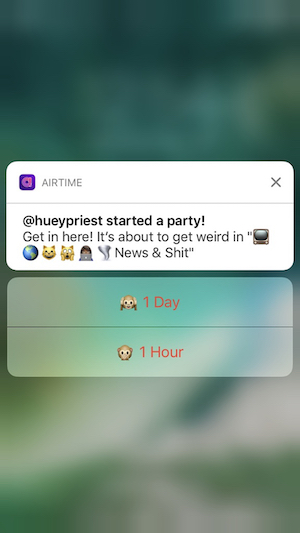 AIRTIME
@hueypriest started a party!
Get in here! It's about to get weird in "📺
🌏😺🙀🕵🏿🌪 News & Shit"
🙉 1 Day
🐵 1 Hour